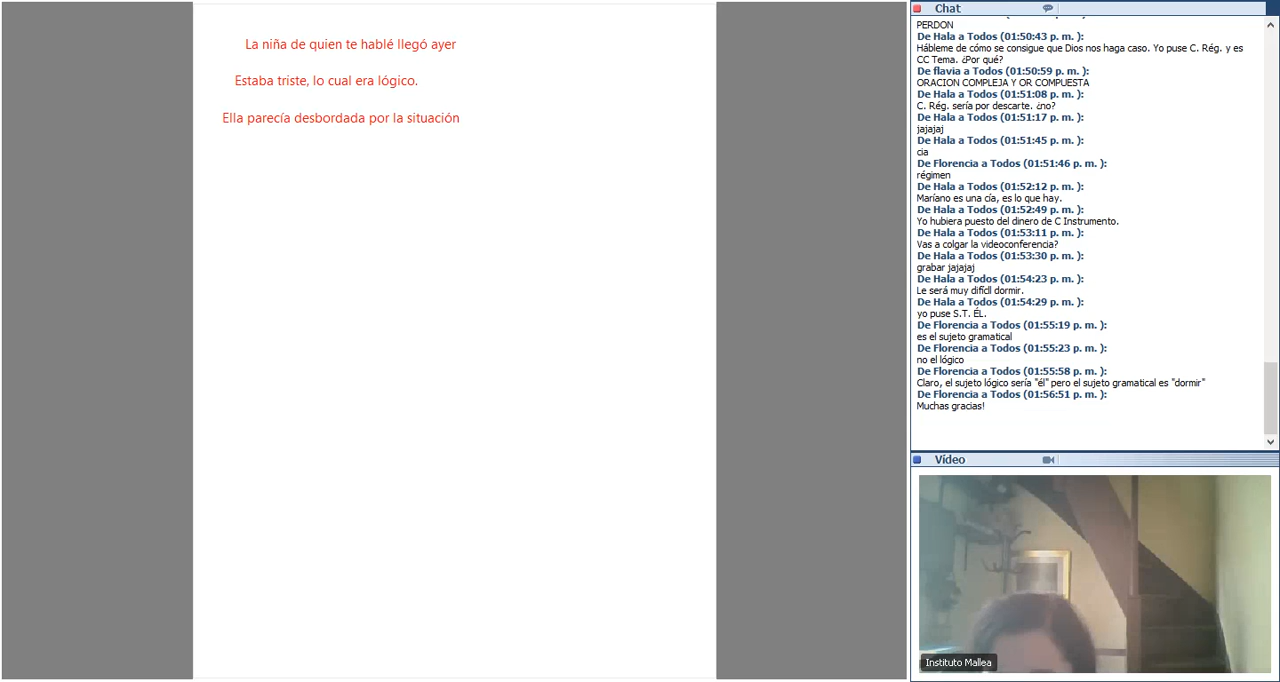 La niña de quien te hablé llegó ayer
Estaba triste, lo cual era lógico.
Ella parecía desbordada por la situación
Chat
PERDON
De Hala a Todos (01:50:43 p. m. ):
Hábleme de cómo se consigue que Dios nos haga caso. Yo puse C. Rég. y es
CC Tema. ¿Por qué?
De flavia a Todos (01:50:59 p. m. ):
ORACION COMPLEJA Y OR COMPUESTA
De Hala a Todos (01:51:08 p. m. ):
C. Rég. sería por descarte. ¿no?
De Hala a Todos (01:51:17 p. m. ):
jajajaj
De Hala a Todos (01:51:45 p. m. ):
cia
De Florencia a Todos (01:51:46 p. m. ):
régimen
De Hala a Todos (01:52:12 p. m. ):
Maríano es una cía, es lo que hay.
De Hala a Todos (01:52:49 p. m. ):
Yo hubiera puesto del dinero de C Instrumento.
De Hala a Todos (01:53:11 p. m. ):
Vas a colgar la videoconferencia?
De Hala a Todos (01:53:30 p. m. ):
grabar jajajaj
De Hala a Todos (01:54:23 p. m. ):
Le será muy difícll dormir.
De Hala a Todos (01:54:29 p. m. ):
yo puse S.T. ÉL.
De Florencia a Todos (01:55:19 p. m. ):
es el sujeto gramatical
De Florencia a Todos (01:55:23 p. m. ):
no el lógico
De Florencia a Todos (01:55:58 p. m. ):
Claro, el sujeto lógico sería "él" pero el sujeto gramatical es "dormir"
De Florencia a Todos (01:56:51 p. m. ):
Muchas gracias!
Vídeo
Instituto Mallea